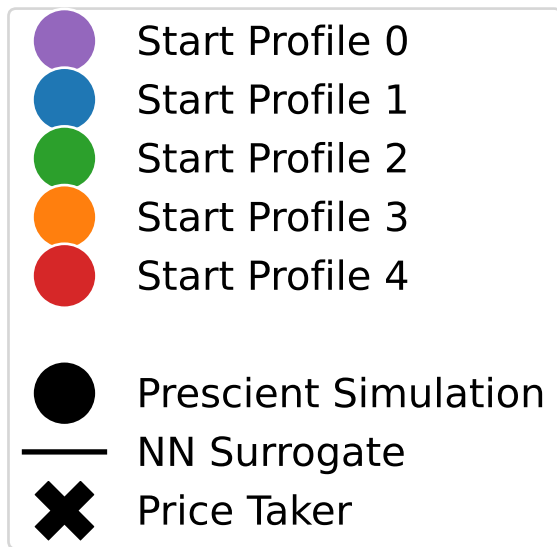 Start Profile 0
Start Profile 1
Start Profile 2
Start Profile 3
Start Profile 4
Prescient Simulation
NN Surrogate
Price Taker